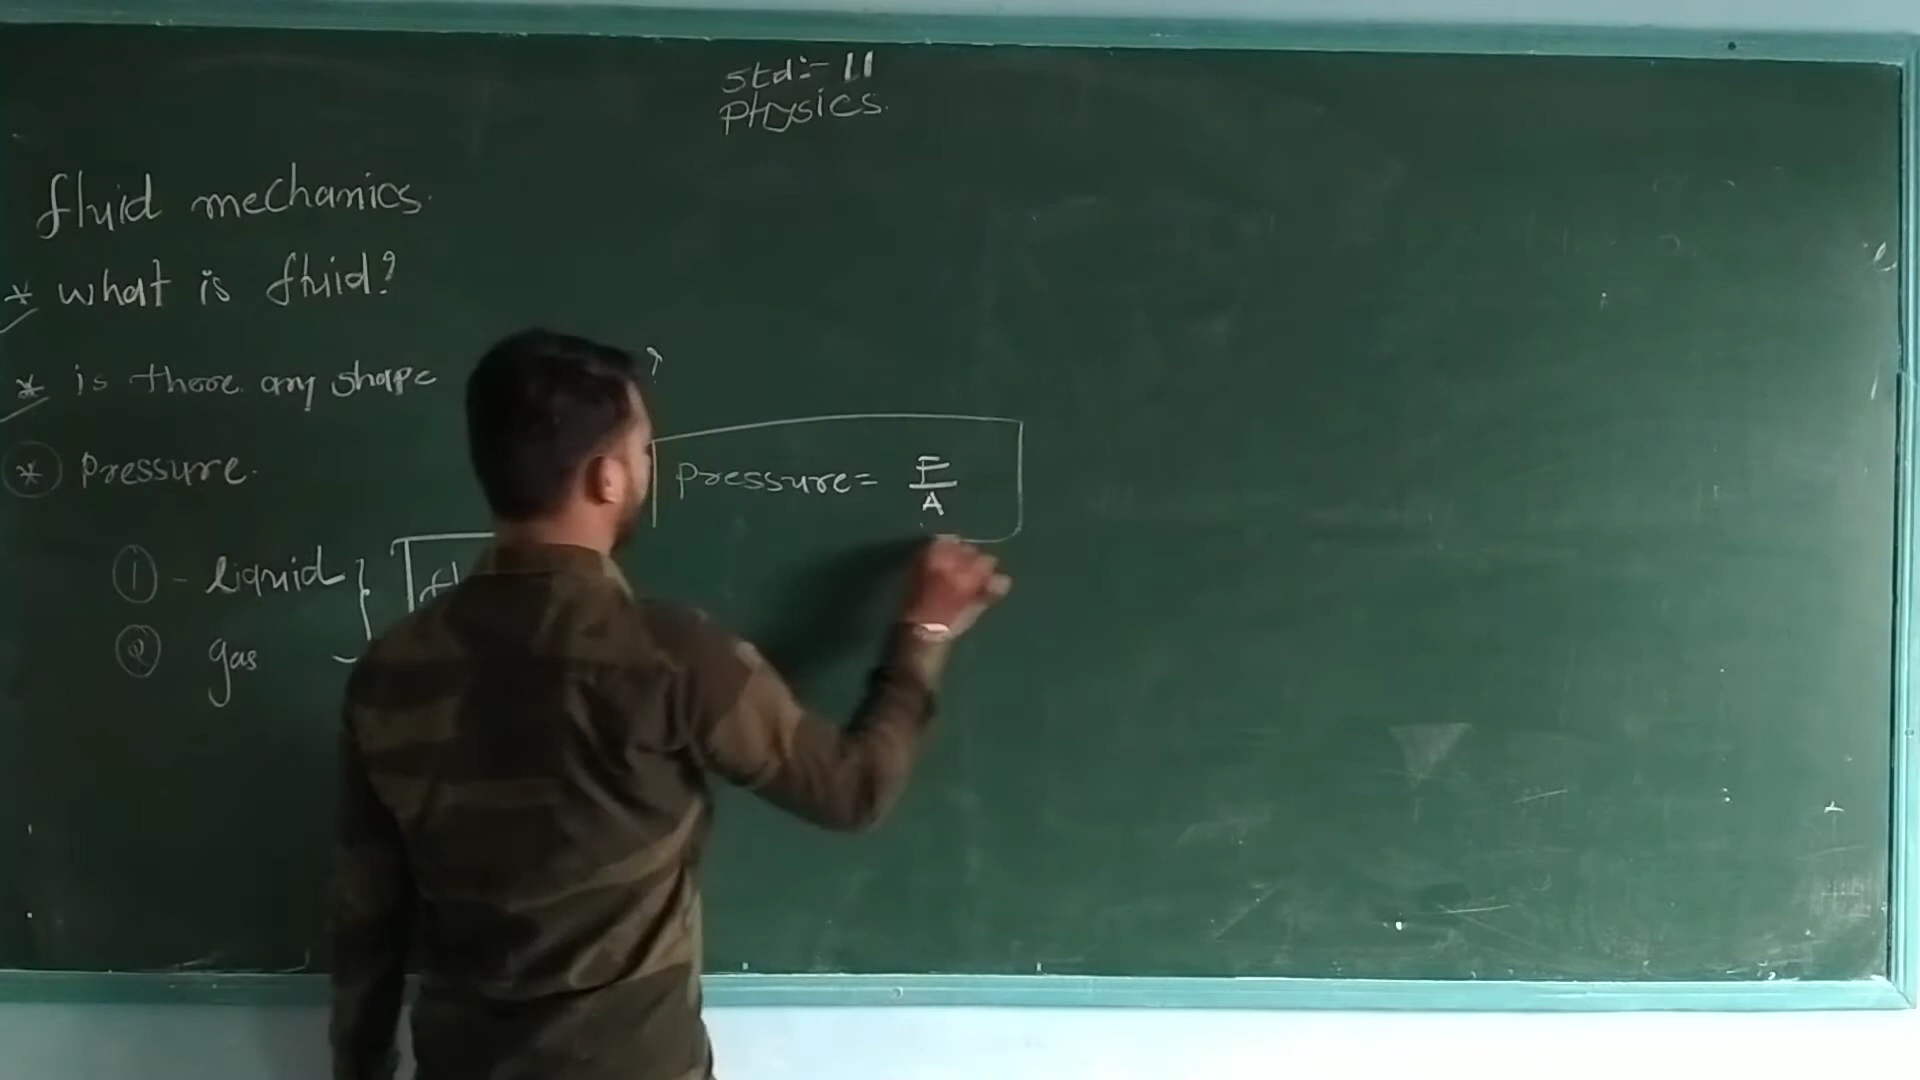 Std:- 11
Physics.
fluid mechanics.
* what is fluid?
* is there any shape ?
* Pressure.
Pressure = F/A
① - liquid
② gas